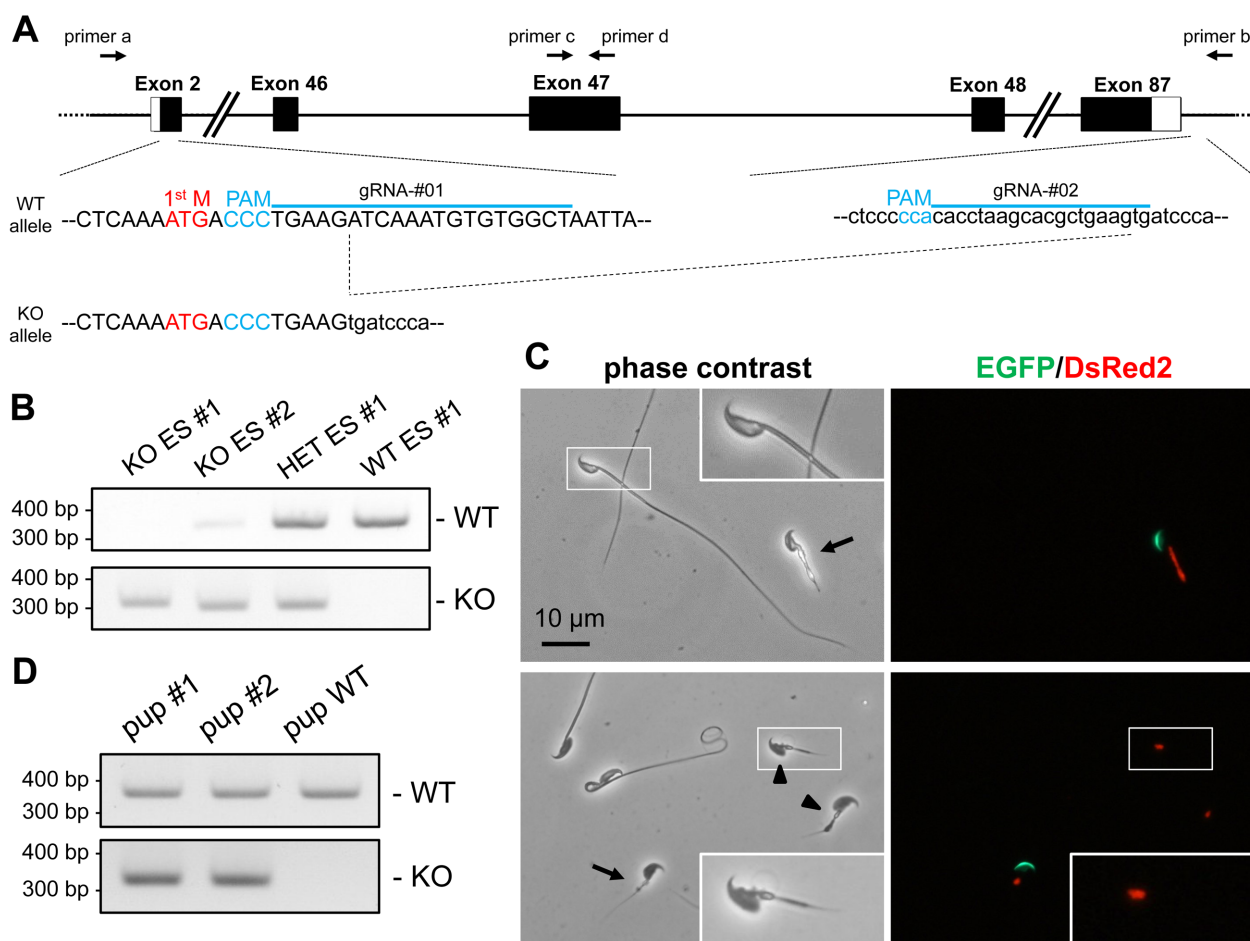 A
primer a
primer c
primer d
primer b
Exon 2
Exon 46
Exon 47
Exon 48
Exon 87
1st M
PAM
gRNA-#01
PAM
gRNA-#02
WT allele
--CTCAAAATGACCCTGAAGATCAAATGTGTGGCTAATTA--
--ctcccccacacctaagcacgctgaagtgatccca--
KO allele
--CTCAAAATGACCCTGAAGtgatccca--
B
KO ES #1
KO ES #2
HET ES #1
WT ES #1
400 bp
300 bp
- WT
400 bp
300 bp
- KO
C
phase contrast
EGFP/DsRed2
10 µm
D
pup #1
pup #2
pup WT
400 bp
300 bp
- WT
400 bp
300 bp
- KO